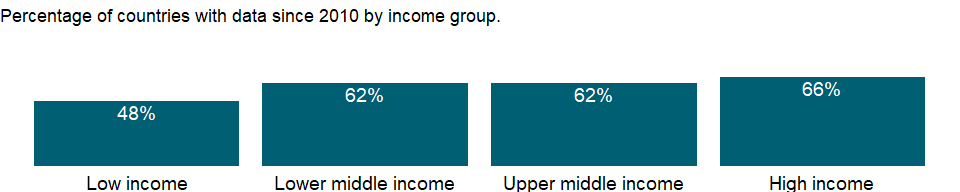 Percentage of countries with data since 2010 by income group.
48% 62% 62% 66%
Low income Lower middle income Upper middle income High income